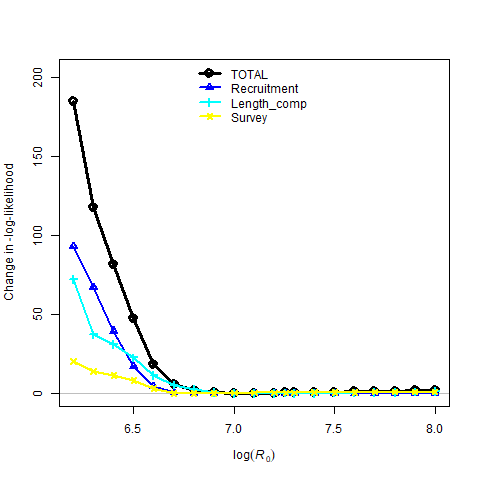 TOTAL
Recruitment
Length_comp
Survey
Change in -log-likelihood
200
150
100
50
0
6.5 7.0 7.5 8.0
log(R0)